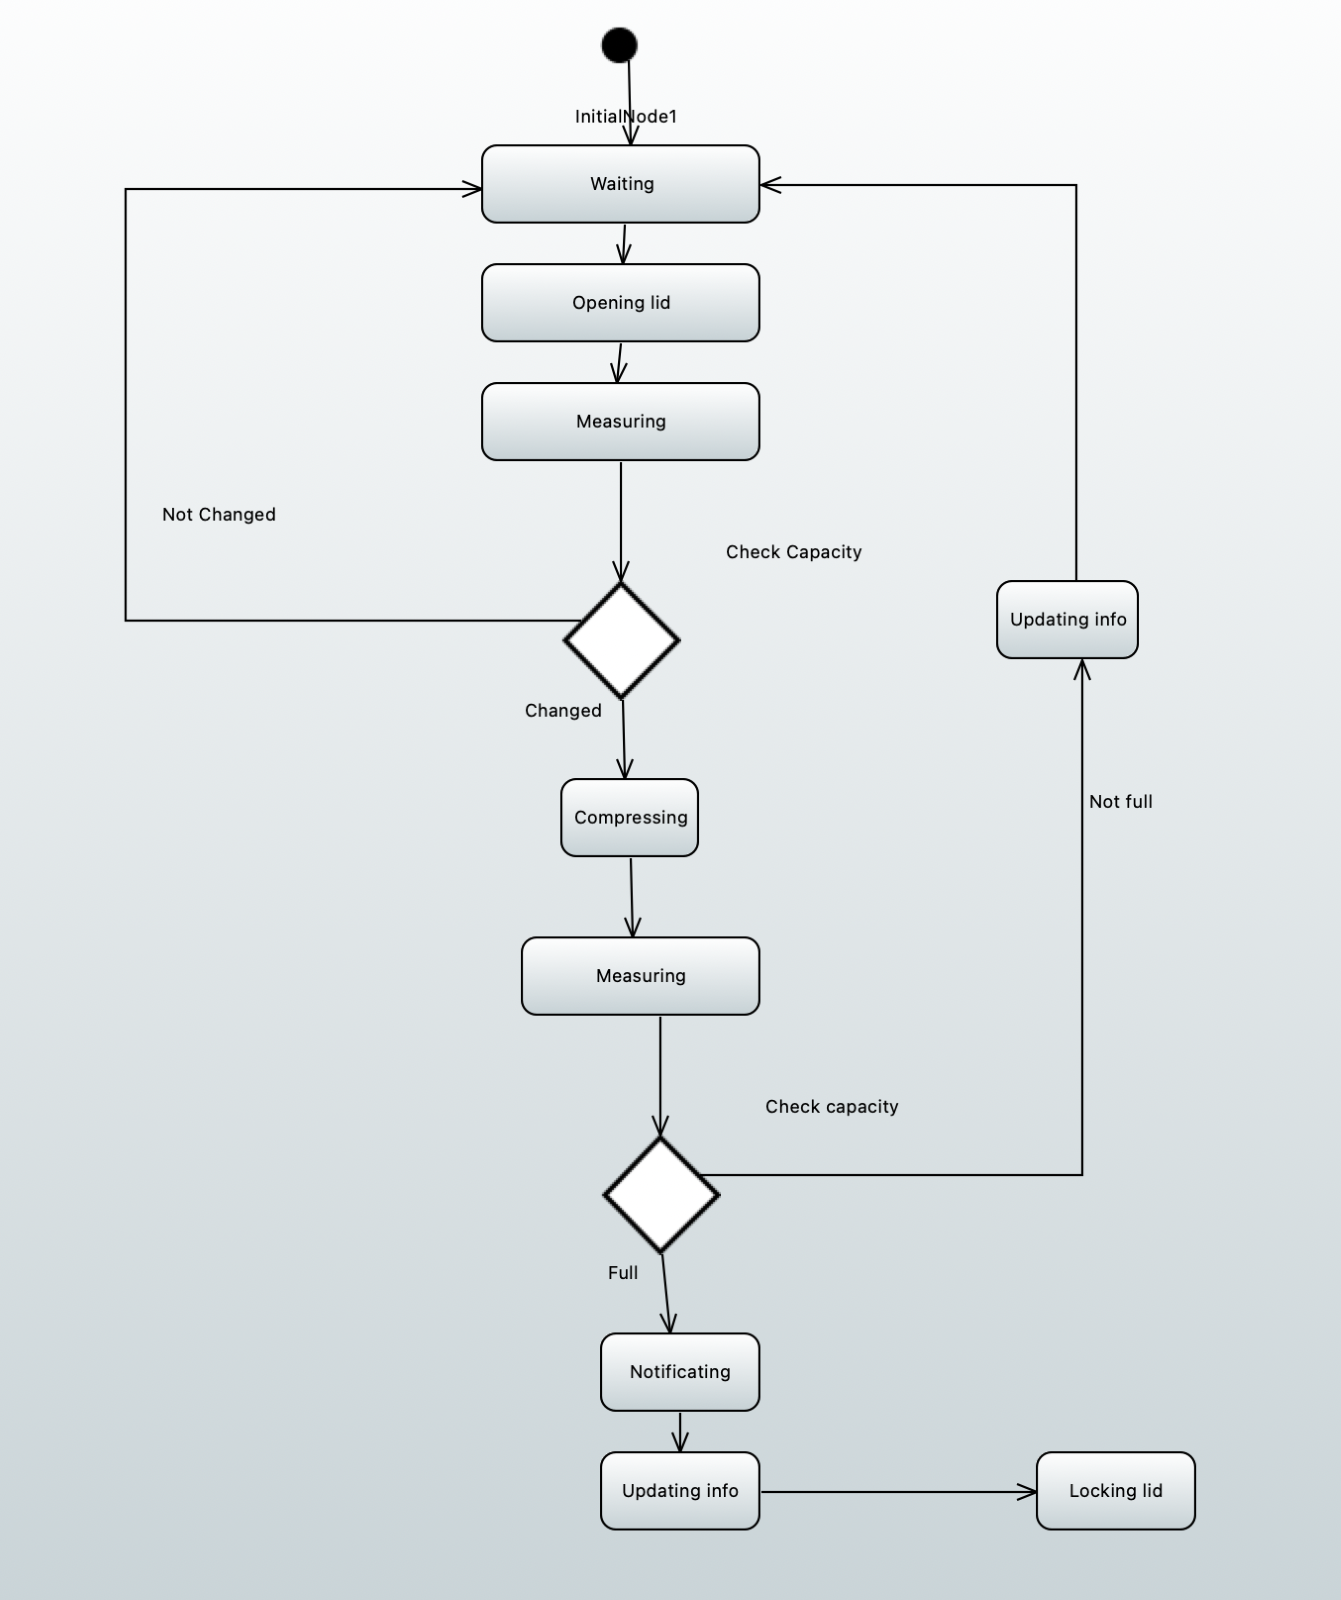 InitialNode1
Waiting
Opening lid
Measuring
Not Changed
Check Capacity
Updating info
Changed
Not full
Compressing
Measuring
Check capacity
Full
Notificating
Updating info
Locking lid